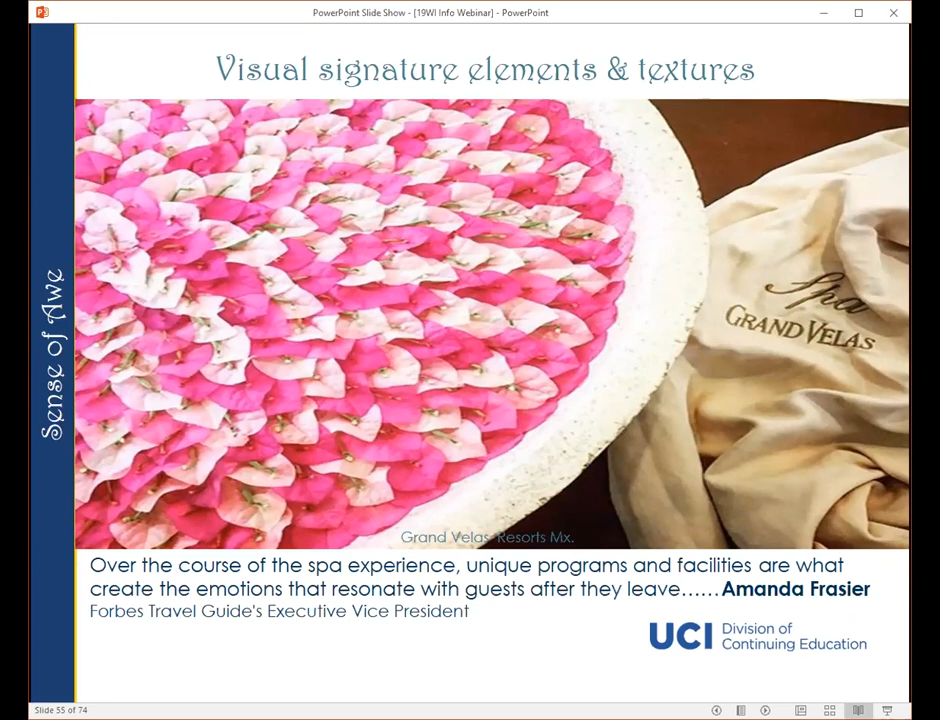 PowerPoint Slide Show - [19WI Info Webinar] - PowerPoint
Visual signature elements & textures
Sense of Awe
Spa
GRAND VELAS
Grand Velas Resorts Mx.
Over the course of the spa experience, unique programs and facilities are what
create the emotions that resonate with guests after they leave......Amanda Frasier
Forbes Travel Guide's Executive Vice President
UCI Division of
Continuing Education
Slide 55 of 74